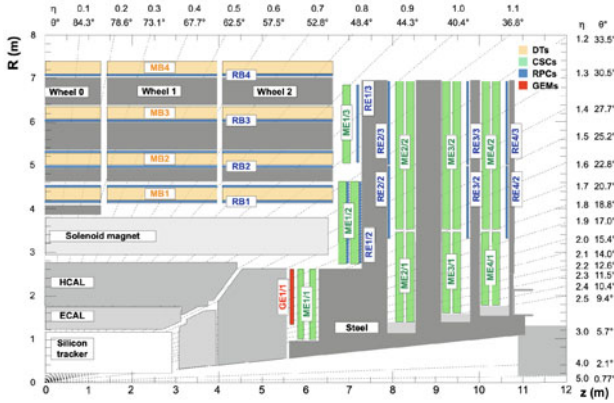 η 0.1 0.2 0.3 0.4 0.5 0.6 0.7 0.8 0.9 1.0 1.1 η θ°
θ° 84.3° 78.6° 73.1° 67.7° 62.5° 57.5° 52.8° 48.4° 44.3° 40.4° 36.8°
R (m)
8
7
6
5
4
3
2
1
0
1.2 33.5°
1.3 30.5°
1.4 27.7°
1.5 25.2°
1.6 22.8°
1.7 20.7°
1.8 18.8°
1.9 17.0°
2.0 15.4°
2.1 14.0°
2.2 12.6°
2.3 11.5°
2.4 10.4°
2.5 9.4°
3.0 5.7°
4.0 2.1°
5.0 0.77°
DTs
CSCs
RPCs
GEMs
MB4
RB4
Wheel 0
Wheel 1
Wheel 2
MB3
RB3
MB2
RB2
MB1
RB1
Solenoid magnet
HCAL
ECAL
Silicon
tracker
Steel
GE1/1
ME1/1
ME1/2
RE1/2
ME1/3
RE1/3
RE2/3
RE2/2
ME2/2
ME2/1
ME3/2
ME3/1
RE3/3
RE3/2
ME4/2
ME4/1
RE4/3
RE4/2
0 1 2 3 4 5 6 7 8 9 10 11 12
z (m)